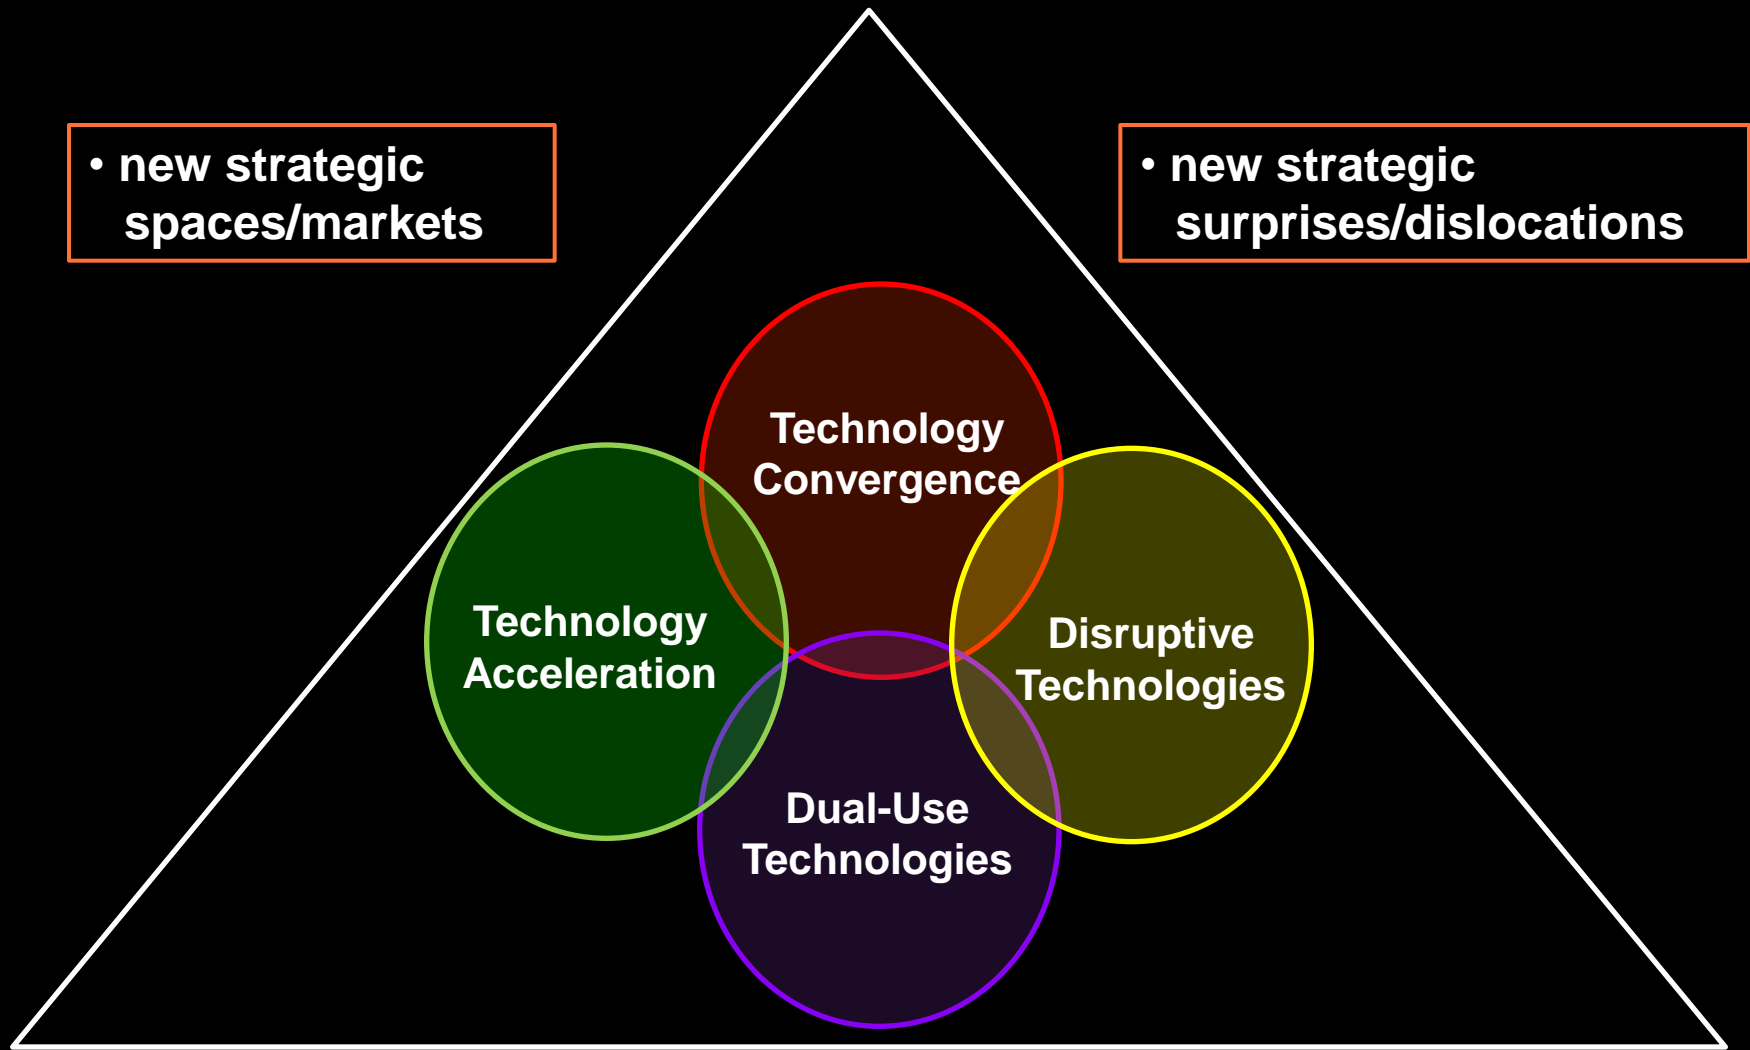 • new strategic
spaces/markets
• new strategic
surprises/dislocations
Technology
Convergence
Technology
Acceleration
Disruptive
Technologies
Dual-Use
Technologies